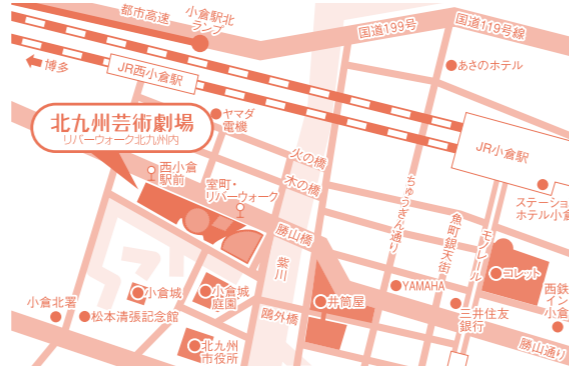 都市高速
小倉駅北
ランプ
国道199号
国道119号線
博多
JR西小倉駅
あさのホテル
北九州芸術劇場
リバーウォーク北九州内
ヤマダ
電機
JR小倉駅
西小倉
駅前
室町・
リバーウォーク
火の橋
木の橋
ちゅうぎん通り
魚町銀天街
モノレール
ステーショ
ホテル小倉
勝山橋
紫川
コレット
小倉城
小倉城
庭園
井筒屋
YAMAHA
西鉄
イン
小倉
小倉北署
松本清張記念館
鷗外橋
三井住友
銀行
勝山通り
北九州
市役所